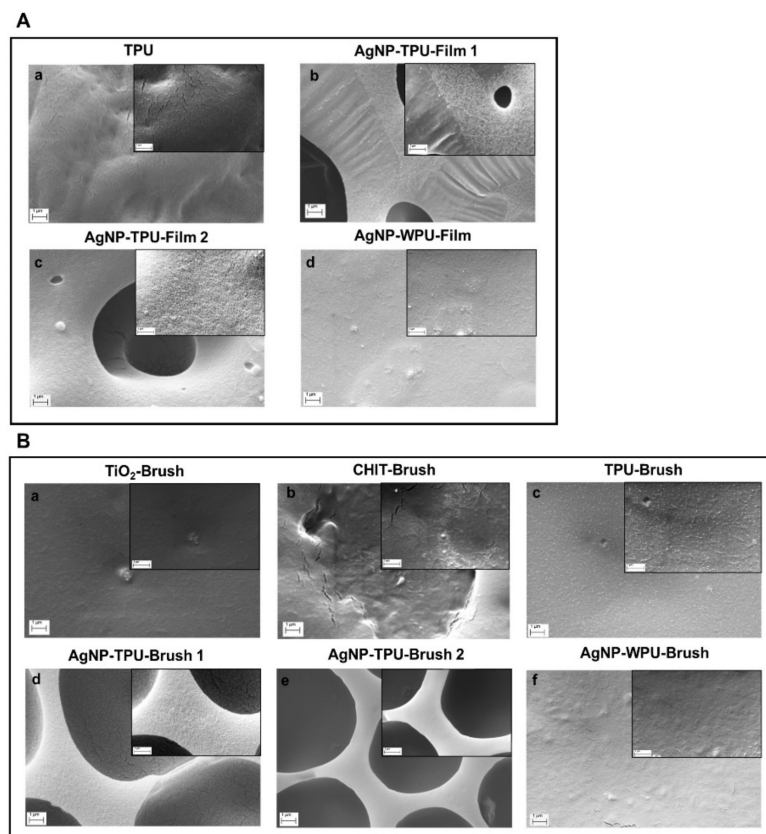 A
TPU
AgNP-TPU-Film 1
a
b
1 µm
1 µm
AgNP-TPU-Film 2
AgNP-WPU-Film
c
d
1 µm
1 µm
B
TiO₂-Brush
CHIT-Brush
TPU-Brush
a
b
c
1 µm
1 µm
1 µm
AgNP-TPU-Brush 1
AgNP-TPU-Brush 2
AgNP-WPU-Brush
d
e
f
1 µm
1 µm
1 µm